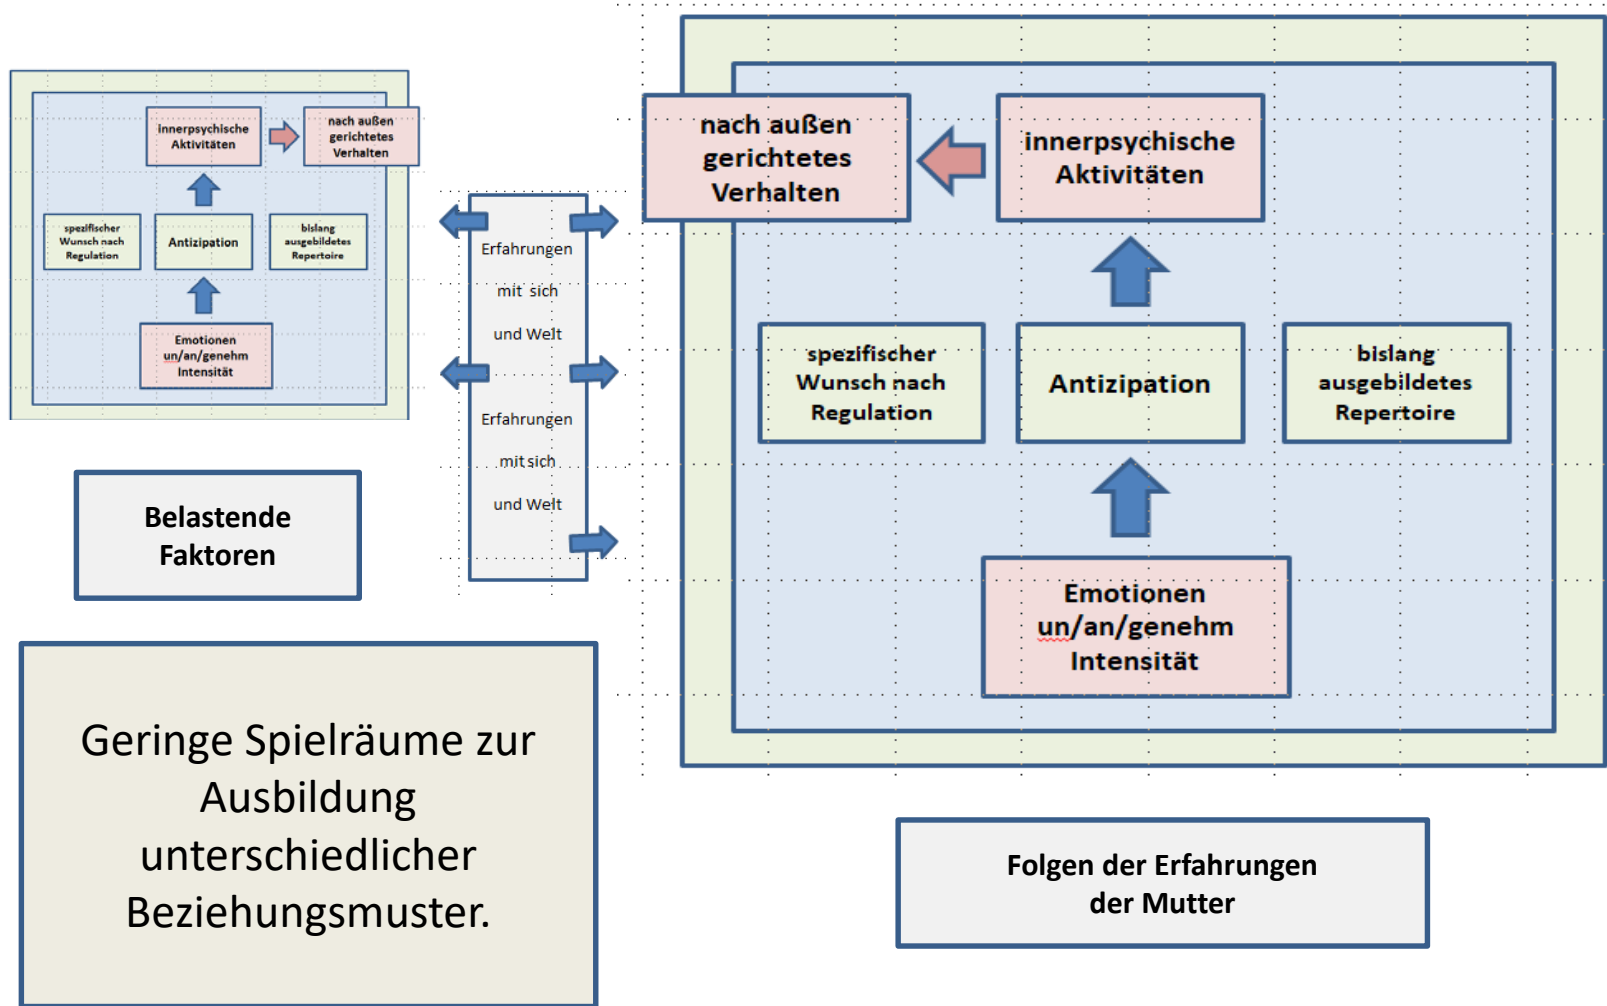 innerpsychische
Aktivitäten
nach außen
gerichtetes
Verhalten
spezifischer
Wunsch nach
Regulation
Antizipation
bislang
ausgebildetes
Repertoire
Emotionen
un/an/genehm
Intensität
Belastende
Faktoren
Geringe Spielräume zur
Ausbildung
unterschiedlicher
Beziehungsmuster.
Erfahrungen
mit sich
und Welt
Erfahrungen
mit sich
und Welt
nach außen
gerichtetes
Verhalten
innerpsychische
Aktivitäten
spezifischer
Wunsch nach
Regulation
Antizipation
bislang
ausgebildetes
Repertoire
Emotionen
un/an/genehm
Intensität
Folgen der Erfahrungen
der Mutter